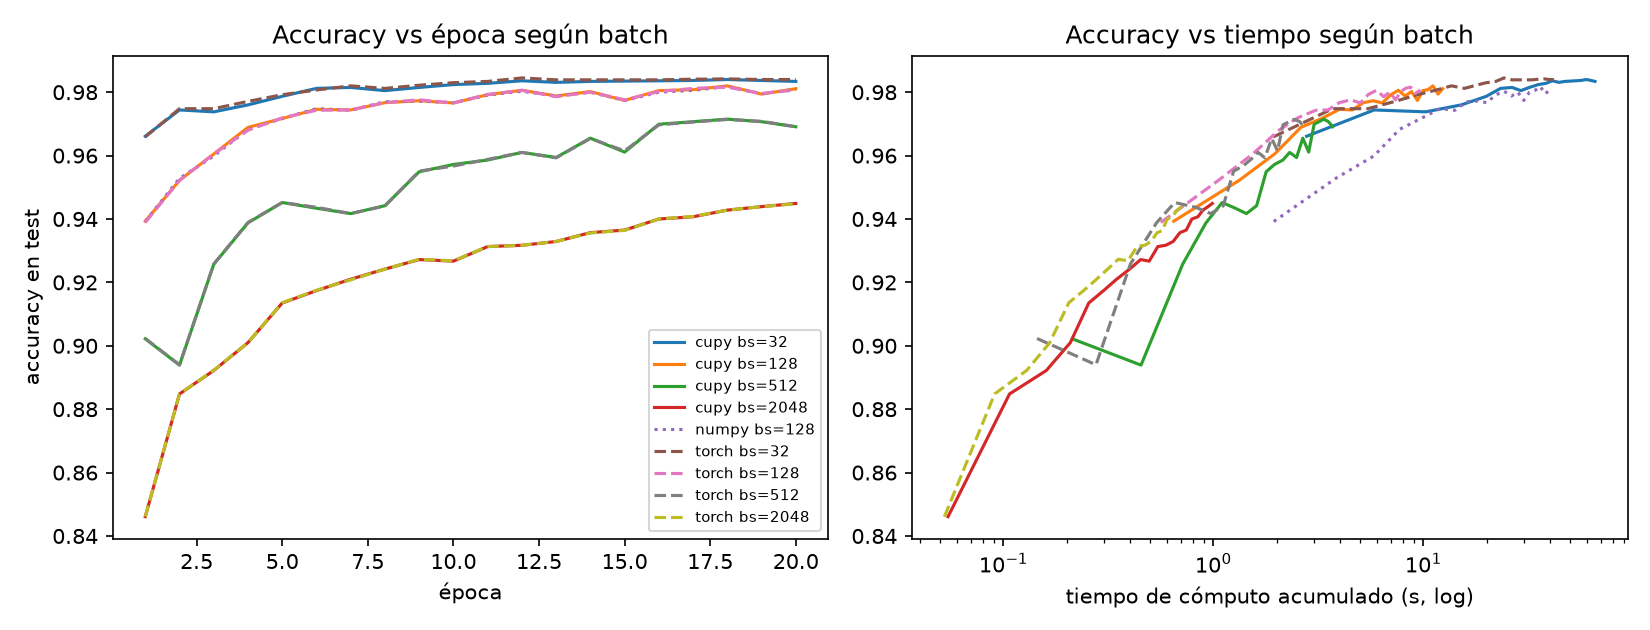 Accuracy vs época según batch
accuracy en test
0.98
0.96
0.94
0.92
0.90
0.88
0.86
0.84
2.5 5.0 7.5 10.0 12.5 15.0 17.5 20.0
época
cupy bs=32
cupy bs=128
cupy bs=512
cupy bs=2048
numpy bs=128
torch bs=32
torch bs=128
torch bs=512
torch bs=2048
Accuracy vs tiempo según batch
0.98
0.96
0.94
0.92
0.90
0.88
0.86
0.84
10⁻¹ 10⁰ 10¹
tiempo de cómputo acumulado (s, log)